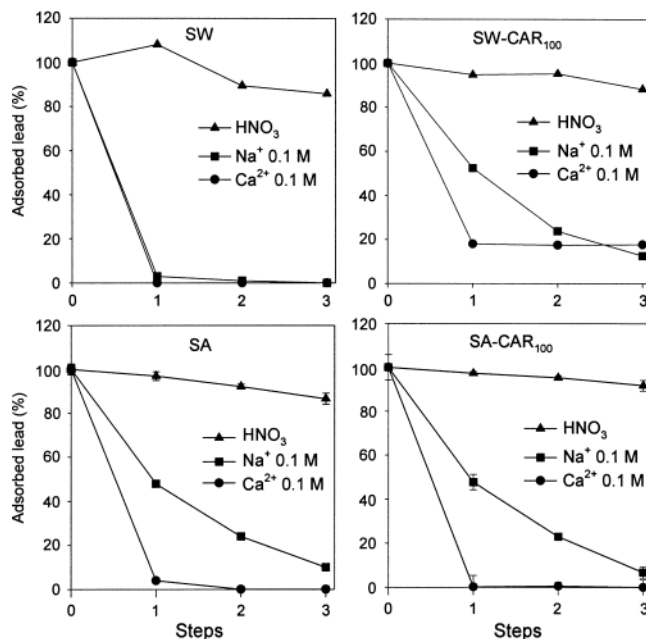 SW
Adsorbed lead (%)
120
100
80
60
40
20
0
0 1 2 3
HNO₃
Na⁺ 0.1 M
Ca²⁺ 0.1 M
SW-CAR₁₀₀
120
100
80
60
40
20
0
0 1 2 3
HNO₃
Na⁺ 0.1 M
Ca²⁺ 0.1 M
SA
Adsorbed lead (%)
120
100
80
60
40
20
0
0 1 2 3
Steps
HNO₃
Na⁺ 0.1 M
Ca²⁺ 0.1 M
SA-CAR₁₀₀
120
100
80
60
40
20
0
0 1 2 3
Steps
HNO₃
Na⁺ 0.1 M
Ca²⁺ 0.1 M